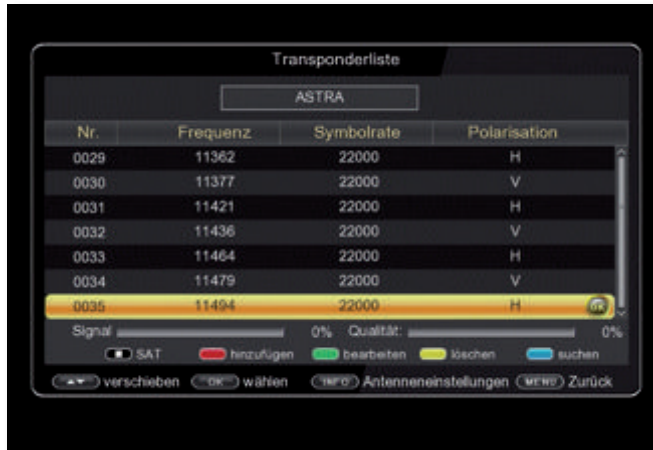 Transponderliste
ASTRA
Nr. Frequenz Symbolrate Polarisation
0029 11362 22000 H
0030 11377 22000 V
0031 11421 22000 H
0032 11436 22000 V
0033 11464 22000 H
0034 11479 22000 V
0035 11494 22000 H OK
Signal 0% Qualität: 0%
SAT hinzufügen bearbeiten löschen suchen
verschieben OK wählen INFO Antenneneinstellungen MENU Zurück